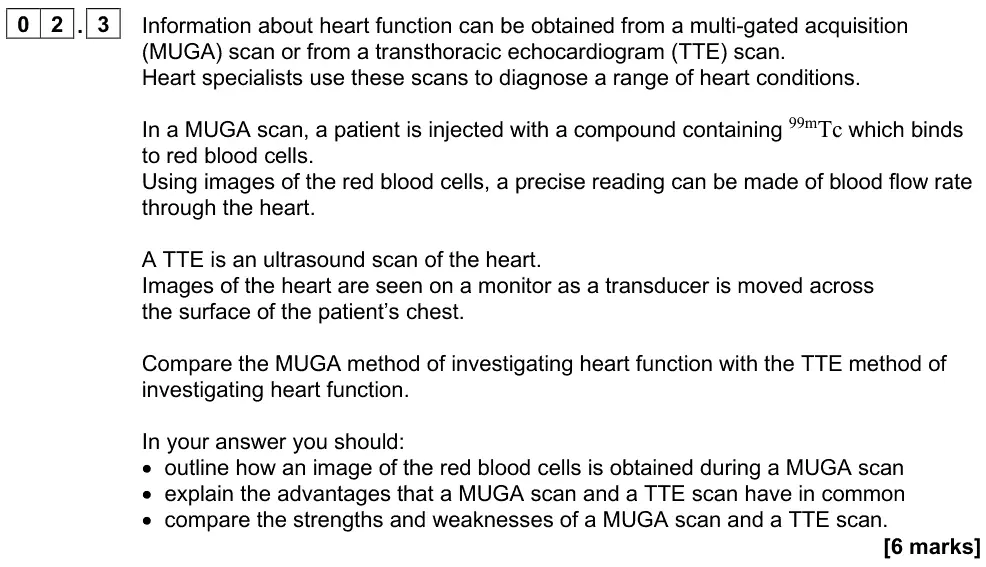 0 2 . 3 Information about heart function can be obtained from a multi-gated acquisition
(MUGA) scan or from a transthoracic echocardiogram (TTE) scan.
Heart specialists use these scans to diagnose a range of heart conditions.
In a MUGA scan, a patient is injected with a compound containing ⁹⁹ᵐTc which binds
to red blood cells.
Using images of the red blood cells, a precise reading can be made of blood flow rate
through the heart.
A TTE is an ultrasound scan of the heart.
Images of the heart are seen on a monitor as a transducer is moved across
the surface of the patient's chest.
Compare the MUGA method of investigating heart function with the TTE method of
investigating heart function.
In your answer you should:
• outline how an image of the red blood cells is obtained during a MUGA scan
• explain the advantages that a MUGA scan and a TTE scan have in common
• compare the strengths and weaknesses of a MUGA scan and a TTE scan.
[6 marks]